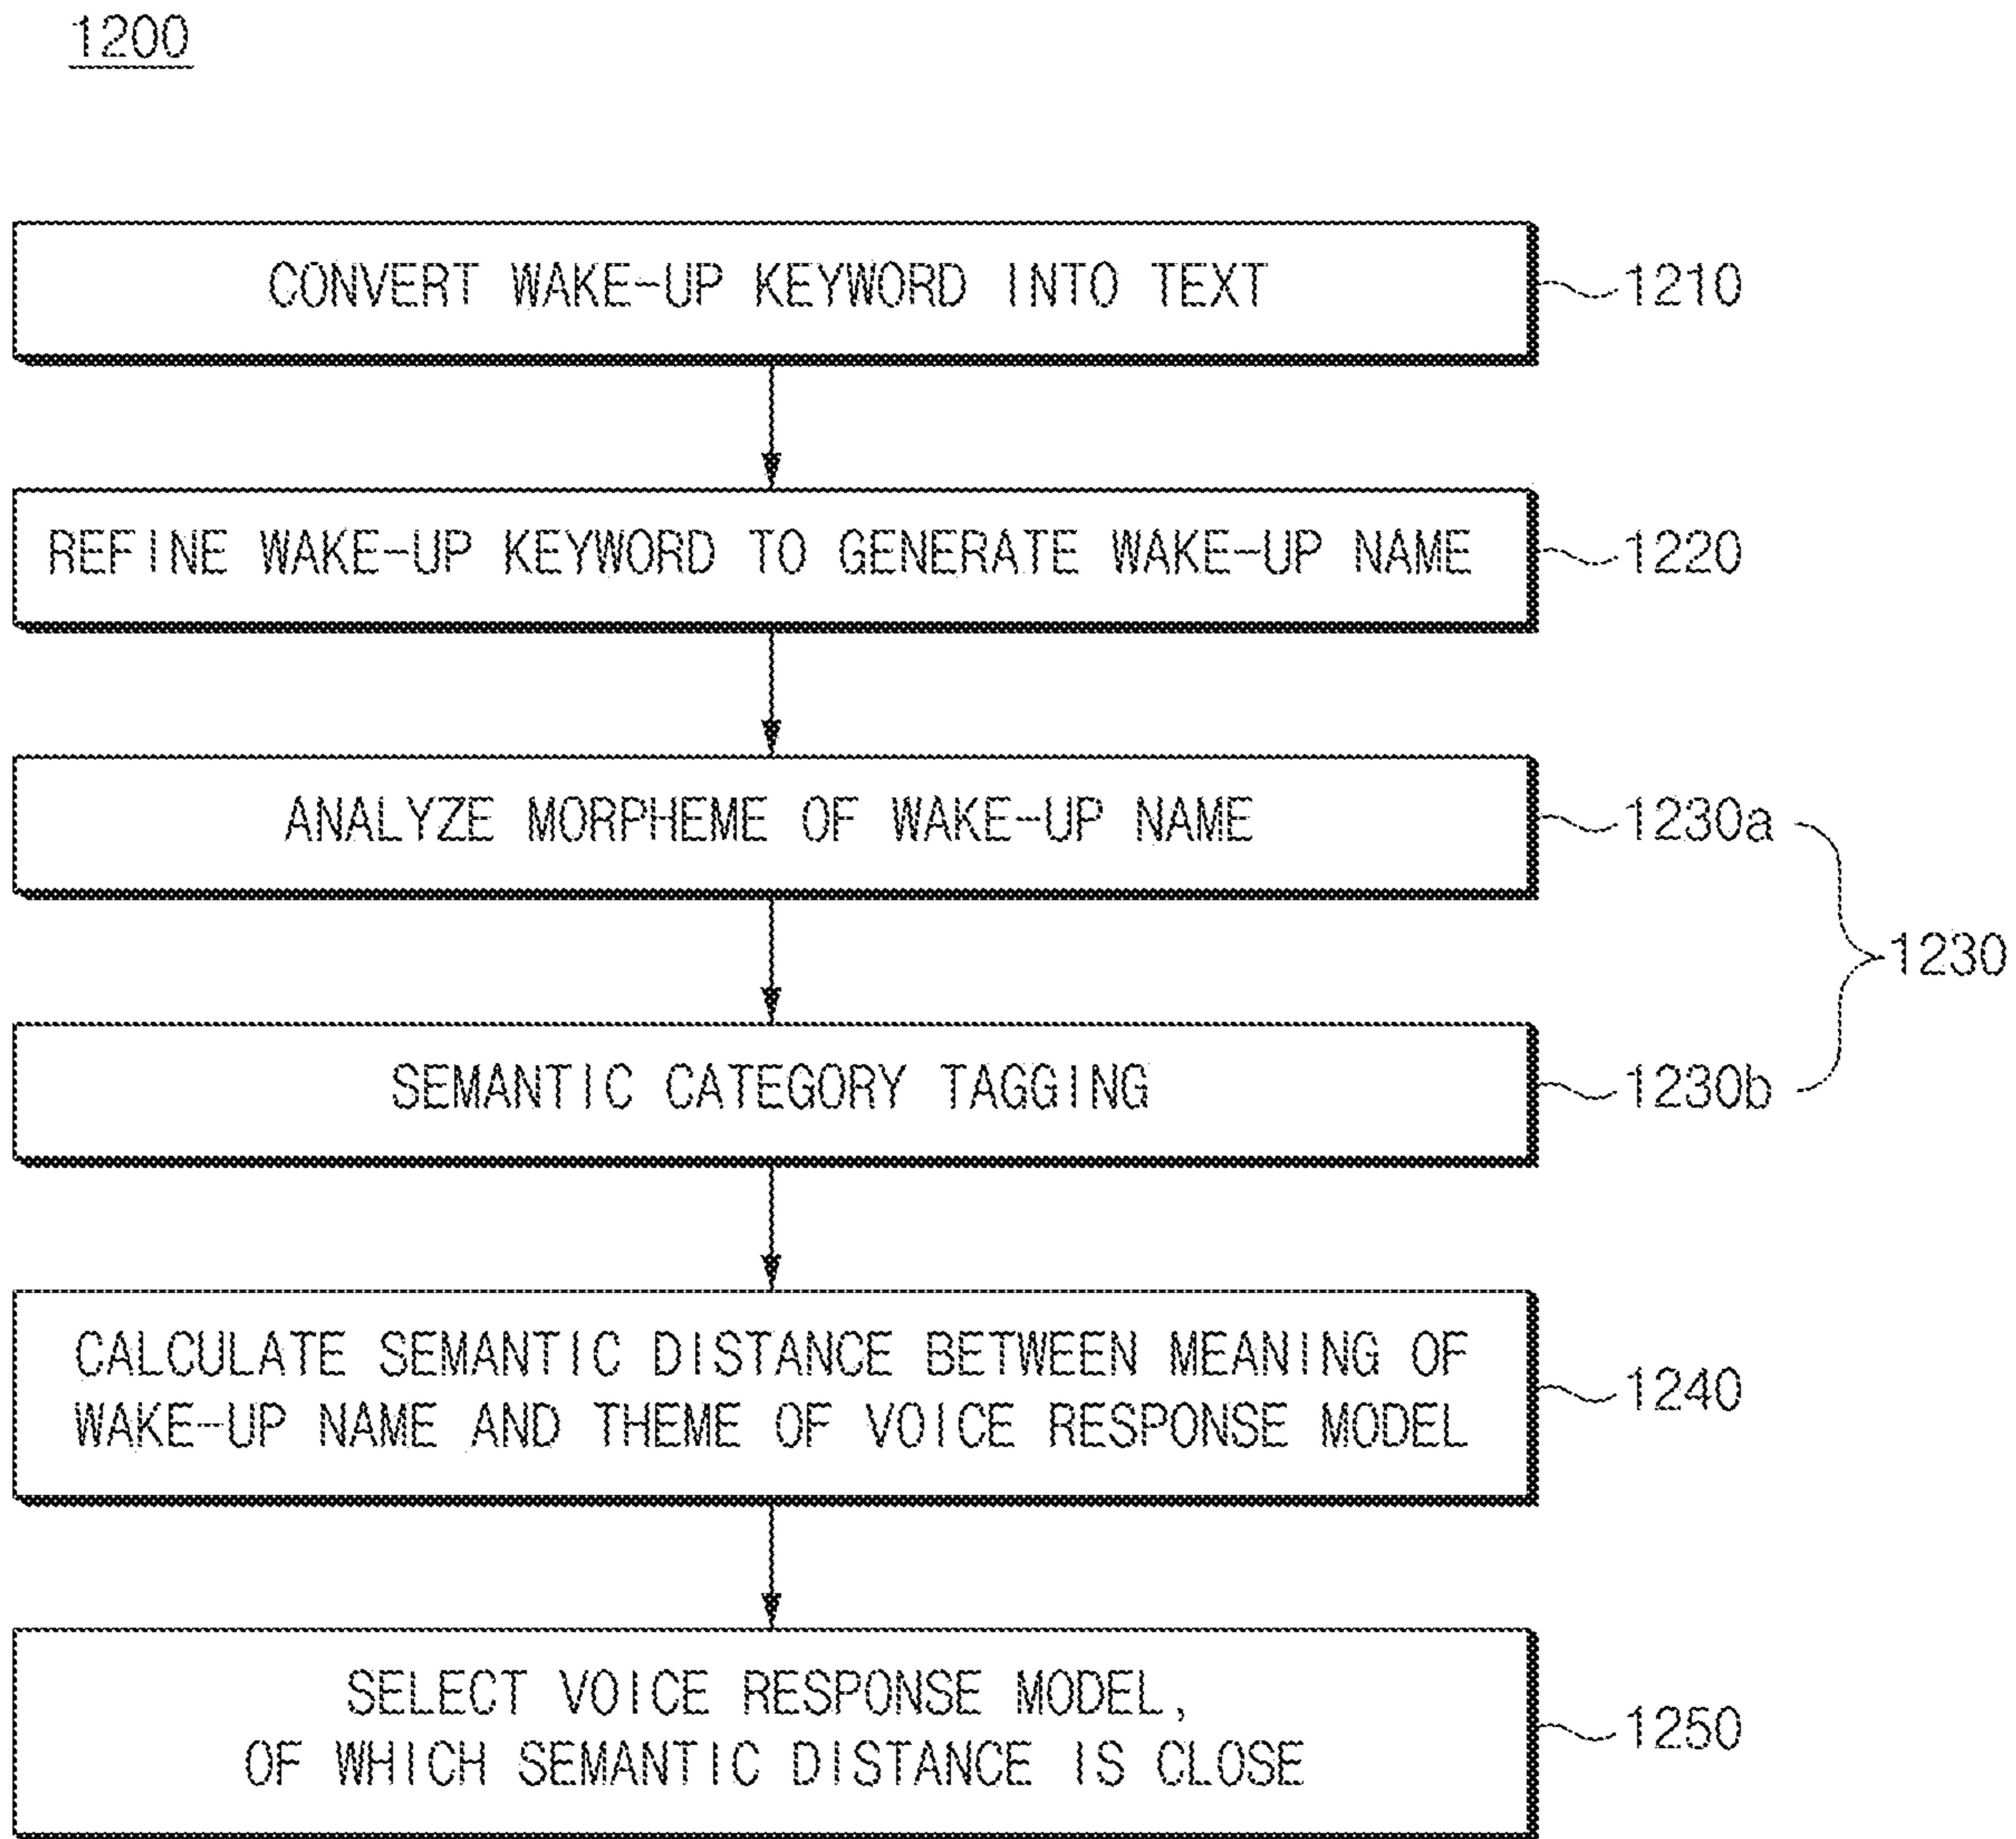 1200
CONVERT WAKE-UP KEYWORD INTO TEXT
1210
REFINE WAKE-UP KEYWORD TO GENERATE WAKE-UP NAME
1220
ANALYZE MORPHEME OF WAKE-UP NAME
1230a
1230
SEMANTIC CATEGORY TAGGING
1230b
CALCULATE SEMANTIC DISTANCE BETWEEN MEANING OF
WAKE-UP NAME AND THEME OF VOICE RESPONSE MODEL
1240
SELECT VOICE RESPONSE MODEL,
OF WHICH SEMANTIC DISTANCE IS CLOSE
1250